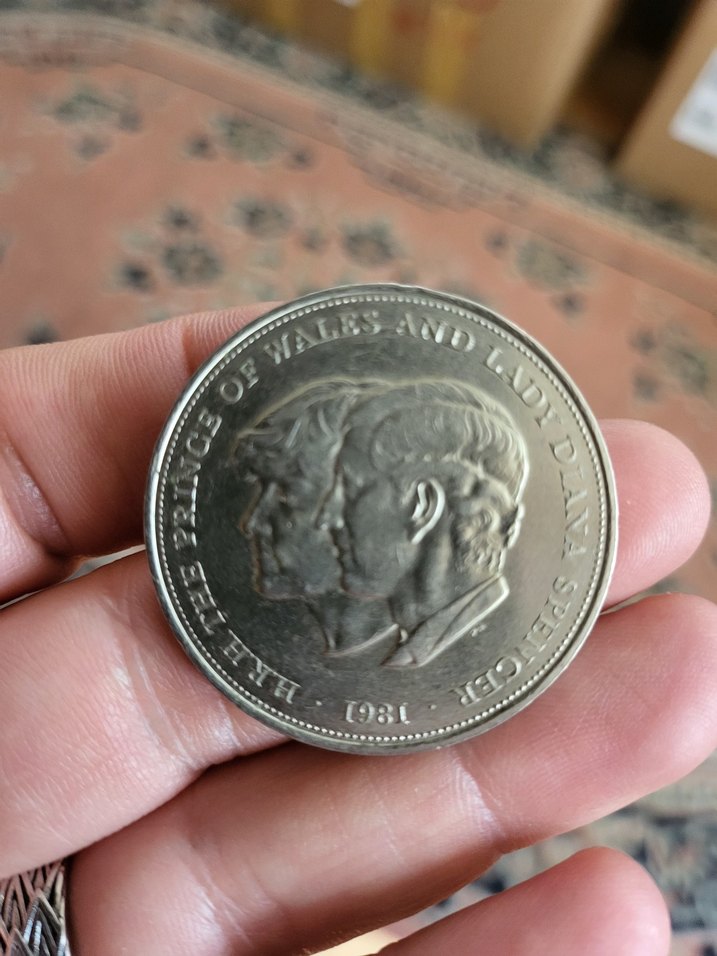 H.R.H. THE PRINCE OF WALES AND LADY DIANA SPENCER
· 1981 ·